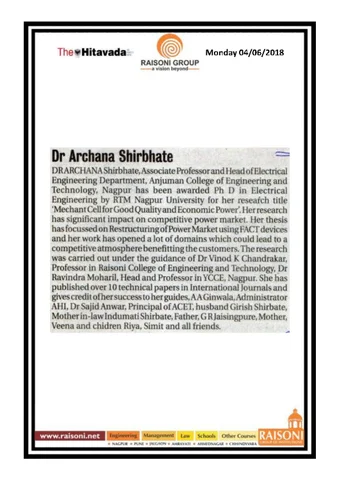 The Hitavada
RAISONI GROUP
a vision beyond
Monday 04/06/2018
Dr Archana Shirbhate
DR ARCHANA Shirbhate, Associate Professor and Head of Electrical
Engineering Department, Anjuman College of Engineering and
Technology, Nagpur has been awarded Ph D in Electrical
Engineering by RTM Nagpur University for her reseafch title
'Mechant Cell for Good Quality and Economic Power'. Her research
has significant impact on competitive power market. Her thesis
has focussed on Restructuring of Power Market using FACT devices
and her work has opened a lot of domains which could lead to a
competitive atmosphere benefitting the customers. The research
was carried out under the guidance of Dr Vinod K Chandrakar,
Professor in Raisoni College of Engineering and Technology, Dr
Ravindra Moharil, Head and Professor in YCCE, Nagpur. She has
published over 10 technical papers in International Journals and
gives credit of her success to her guides, A A Ginwala, Administrator
AHI, Dr Sajid Anwar, Principal of ACET, husband Girish Shirbate,
Mother in-law Indumati Shirbate, Father, G R Jaisingpure, Mother,
Veena and chidren Riya, Simit and all friends.
www.raisoni.net Engineering Management Law Schools Other Courses RAISONI
NAGPUR PUNE JALGAON AMRAVATI AHMEDNAGAR CHHINDWARA